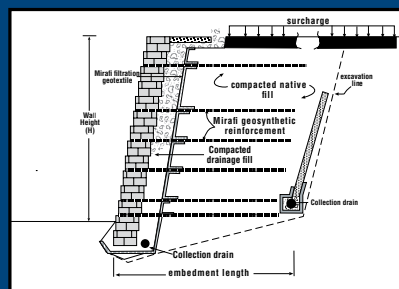 surcharge
Mirafi filtration
geotextile
compacted native
fill
excavation
line
Wall
Height
(H)
Mirafi geosynthetic
reinforcement
Compacted
drainage fill
Collection drain
Collection drain
embedment length